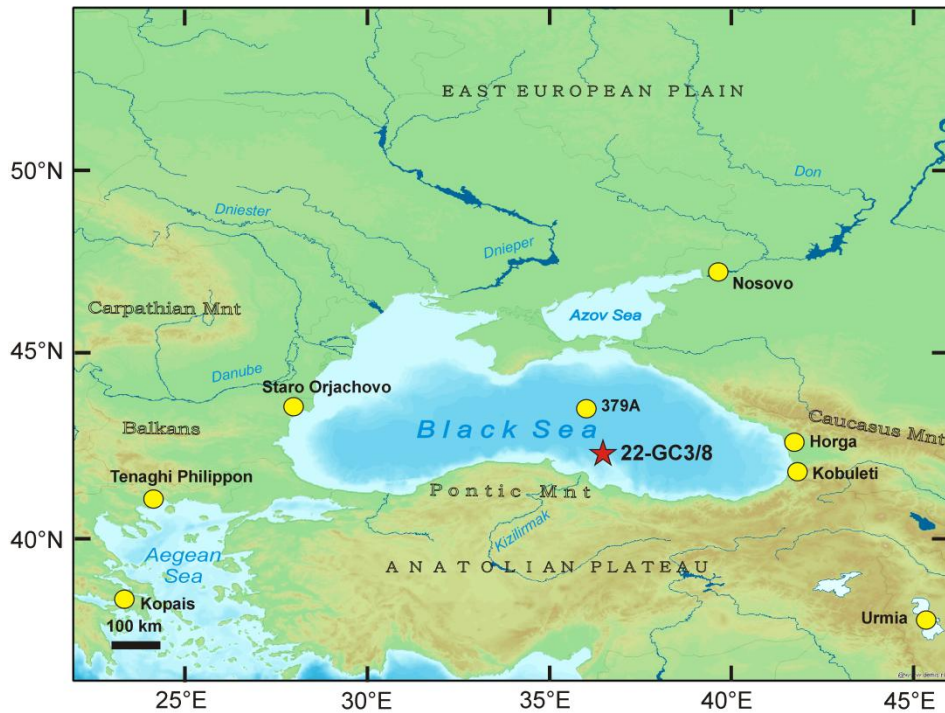 EAST EUROPEAN PLAIN
50°N
Don
Dniester
Dnieper
Nosovo
Carpathian Mnt
Azov Sea
45°N
Danube
Staro Orjachovo
379A
Balkans
Black Sea
Caucasus Mnt
22-GC3/8
Horga
Tenaghi Philippon
Pontic Mnt
Kobuleti
40°N
Kizilirmak
Aegean
Sea
ANATOLIAN PLATEAU
Kopais
100 km
Urmia
25°E
30°E
35°E
40°E
45°E